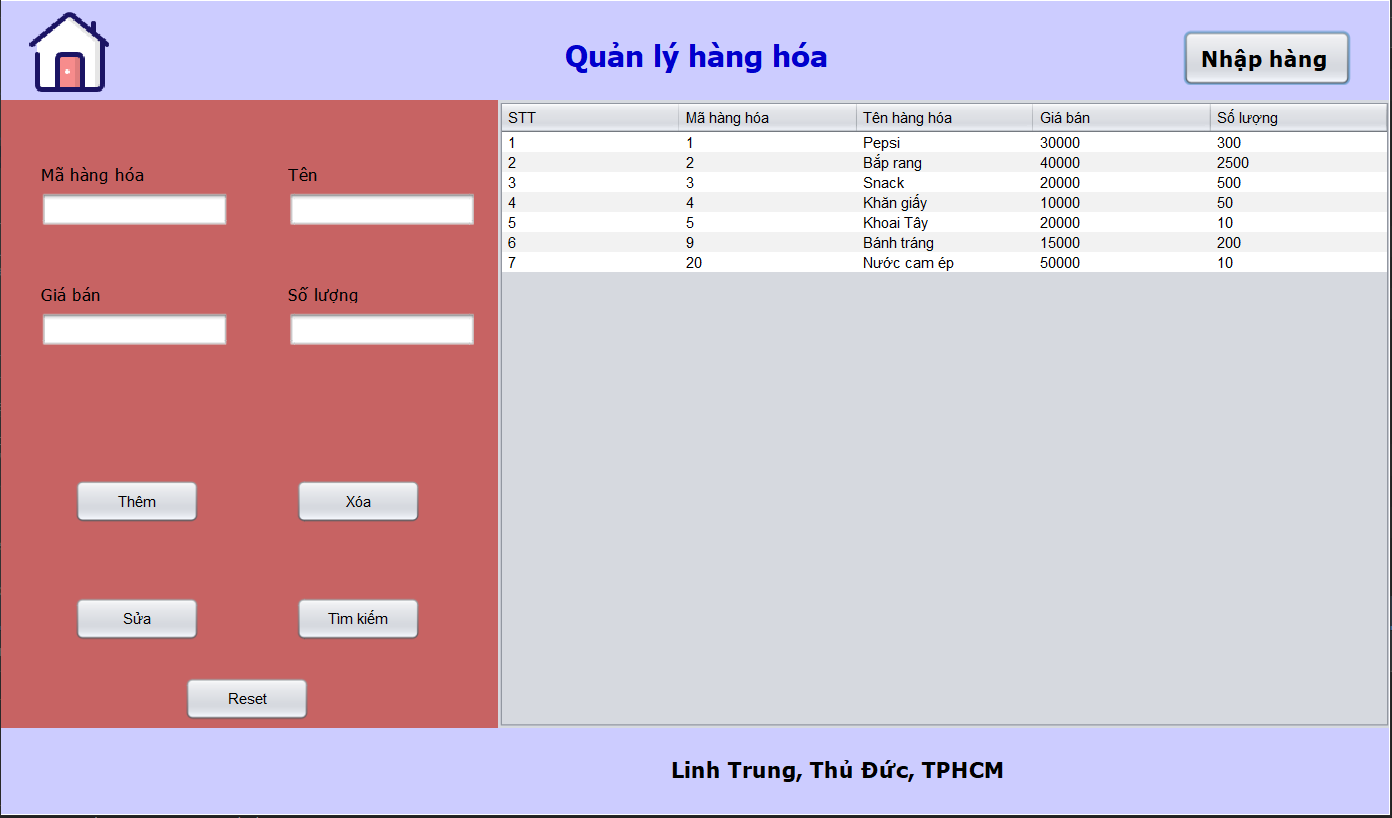 Quản lý hàng hóa
Nhập hàng
Mã hàng hóa Tên
Giá bán Số lượng
Thêm Xóa
Sửa Tìm kiếm
Reset
STT Mã hàng hóa Tên hàng hóa Giá bán Số lượng
1 1 Pepsi 30000 300
2 2 Bắp rang 40000 2500
3 3 Snack 20000 500
4 4 Khăn giấy 10000 50
5 5 Khoai Tây 20000 10
6 9 Bánh tráng 15000 200
7 20 Nước cam ép 50000 10
Linh Trung, Thủ Đức, TPHCM